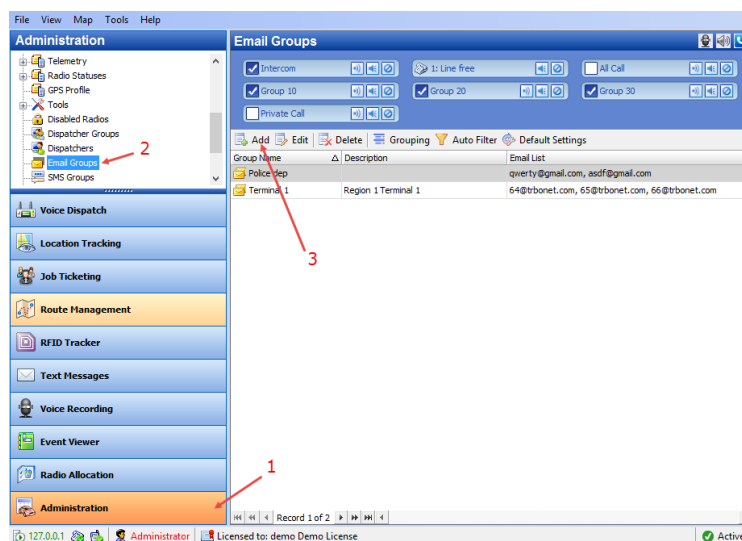 File View Map Tools Help
Administration
Telemetry
Radio Statuses
GPS Profile
Tools
Disabled Radios
Dispatcher Groups
Dispatchers
2
Email Groups
SMS Groups
Voice Dispatch
Location Tracking
Job Ticketing
Route Management
RFID Tracker
Text Messages
Voice Recording
Event Viewer
Radio Allocation
1
Administration
Email Groups
Intercom 1: Line free All Call
Group 10 Group 20 Group 30
Private Call
Add Edit Delete Grouping Auto Filter Default Settings
Group Name Description Email List
Police dep qwerty@gmail.com, asdf@gmail.com
Terminal 1 Region 1 Terminal 1 64@trbonet.com, 65@trbonet.com, 66@trbonet.com
3
Record 1 of 2
127.0.0.1 Administrator Licensed to: demo Demo License Active